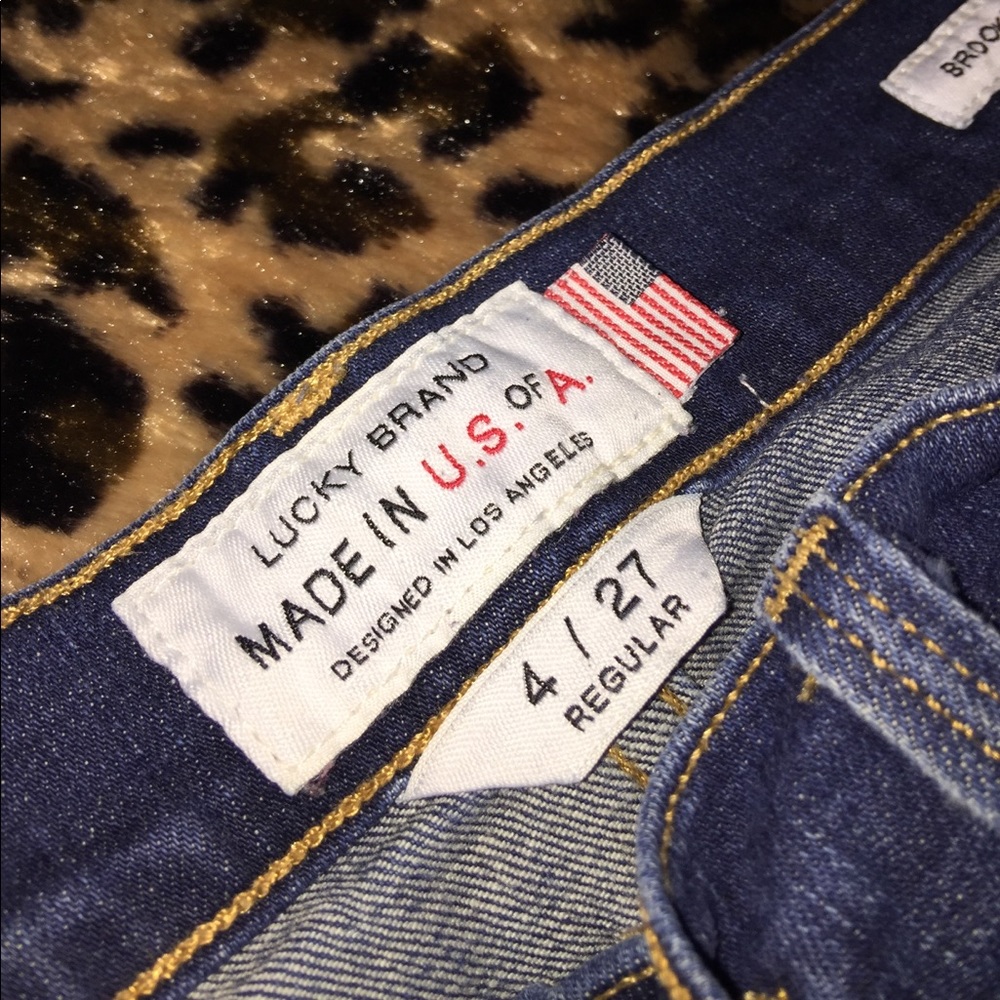 LUCKY BRAND
MADE IN U.S. OF A.
DESIGNED IN LOS ANGELES
4 / 27
REGULAR